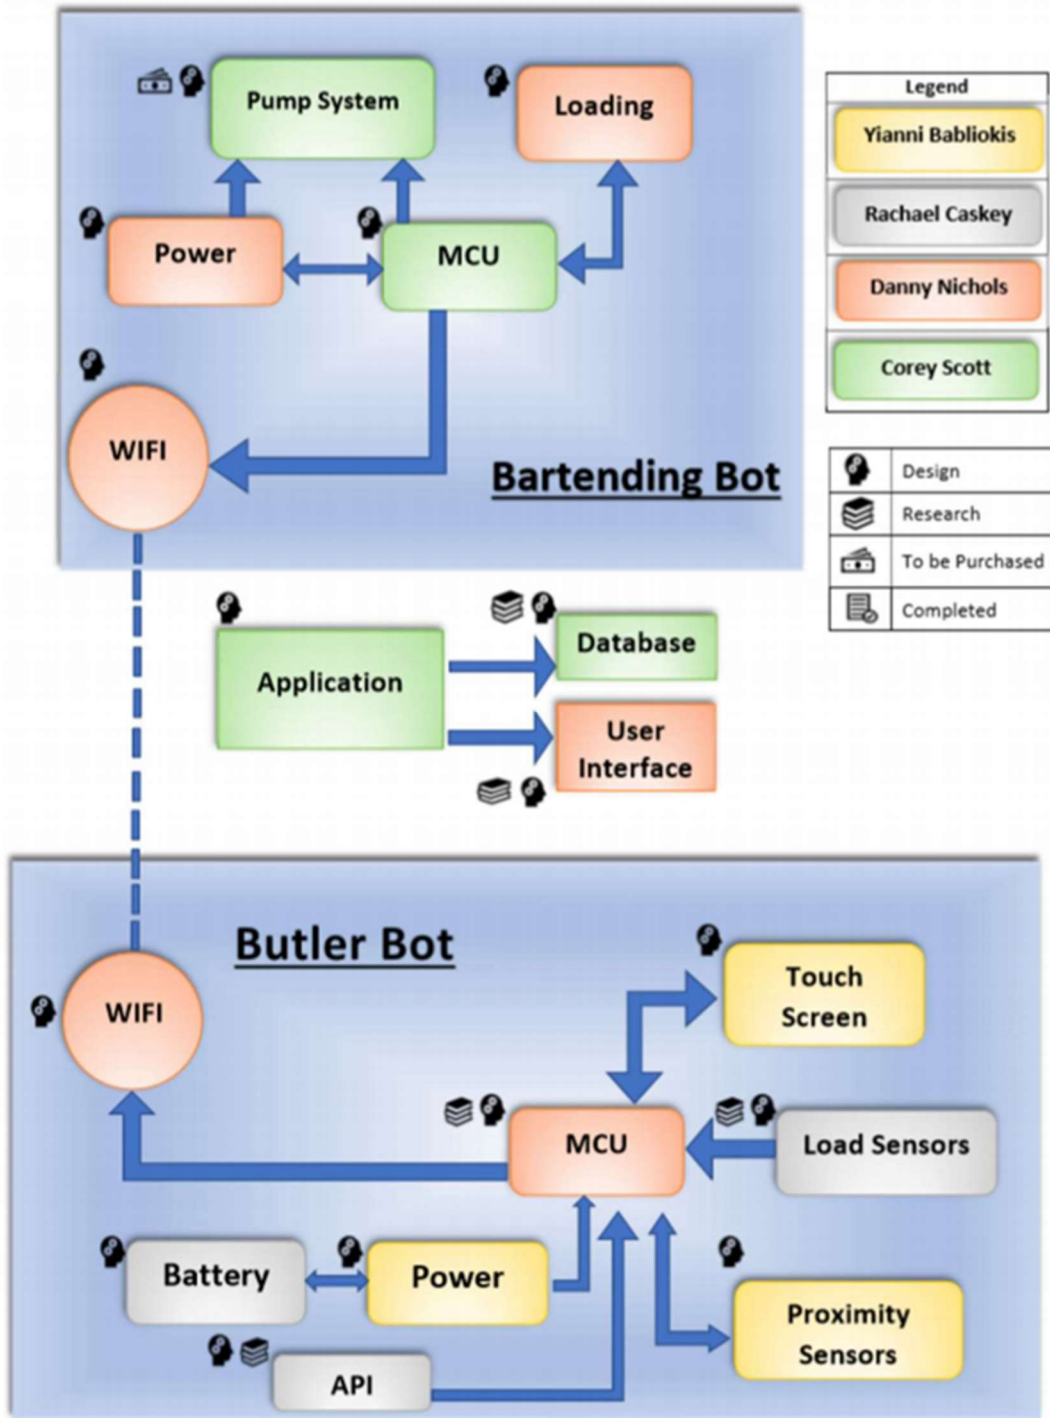 Pump System
Loading
Power
MCU
WIFI
Bartending Bot
Legend
Yianni Babliokis
Rachael Caskey
Danny Nichols
Corey Scott
Design
Research
To be Purchased
Completed
Application
Database
User
Interface
Butler Bot
WIFI
Touch
Screen
MCU
Load Sensors
Battery
Power
Proximity
Sensors
API